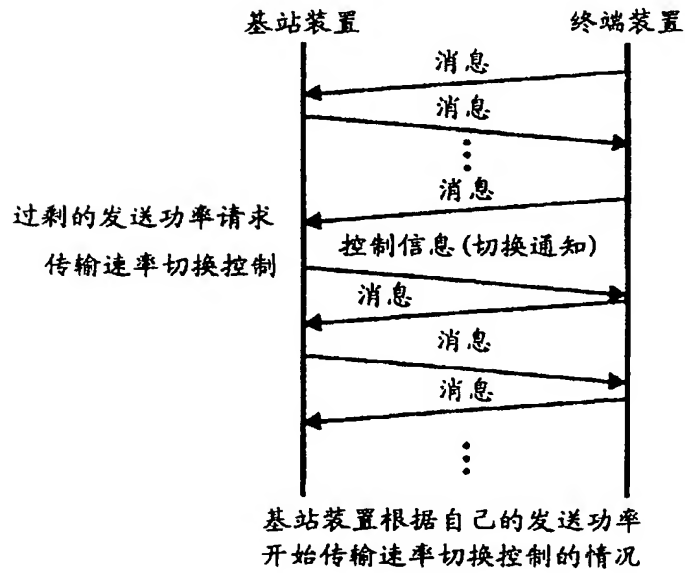 基站装置
终端装置
消息
消息
消息
过剩的发送功率请求
控制信息(切换通知)
传输速率切换控制
消息
消息
消息
基站装置根据自己的发送功率
开始传输速率切换控制的情况